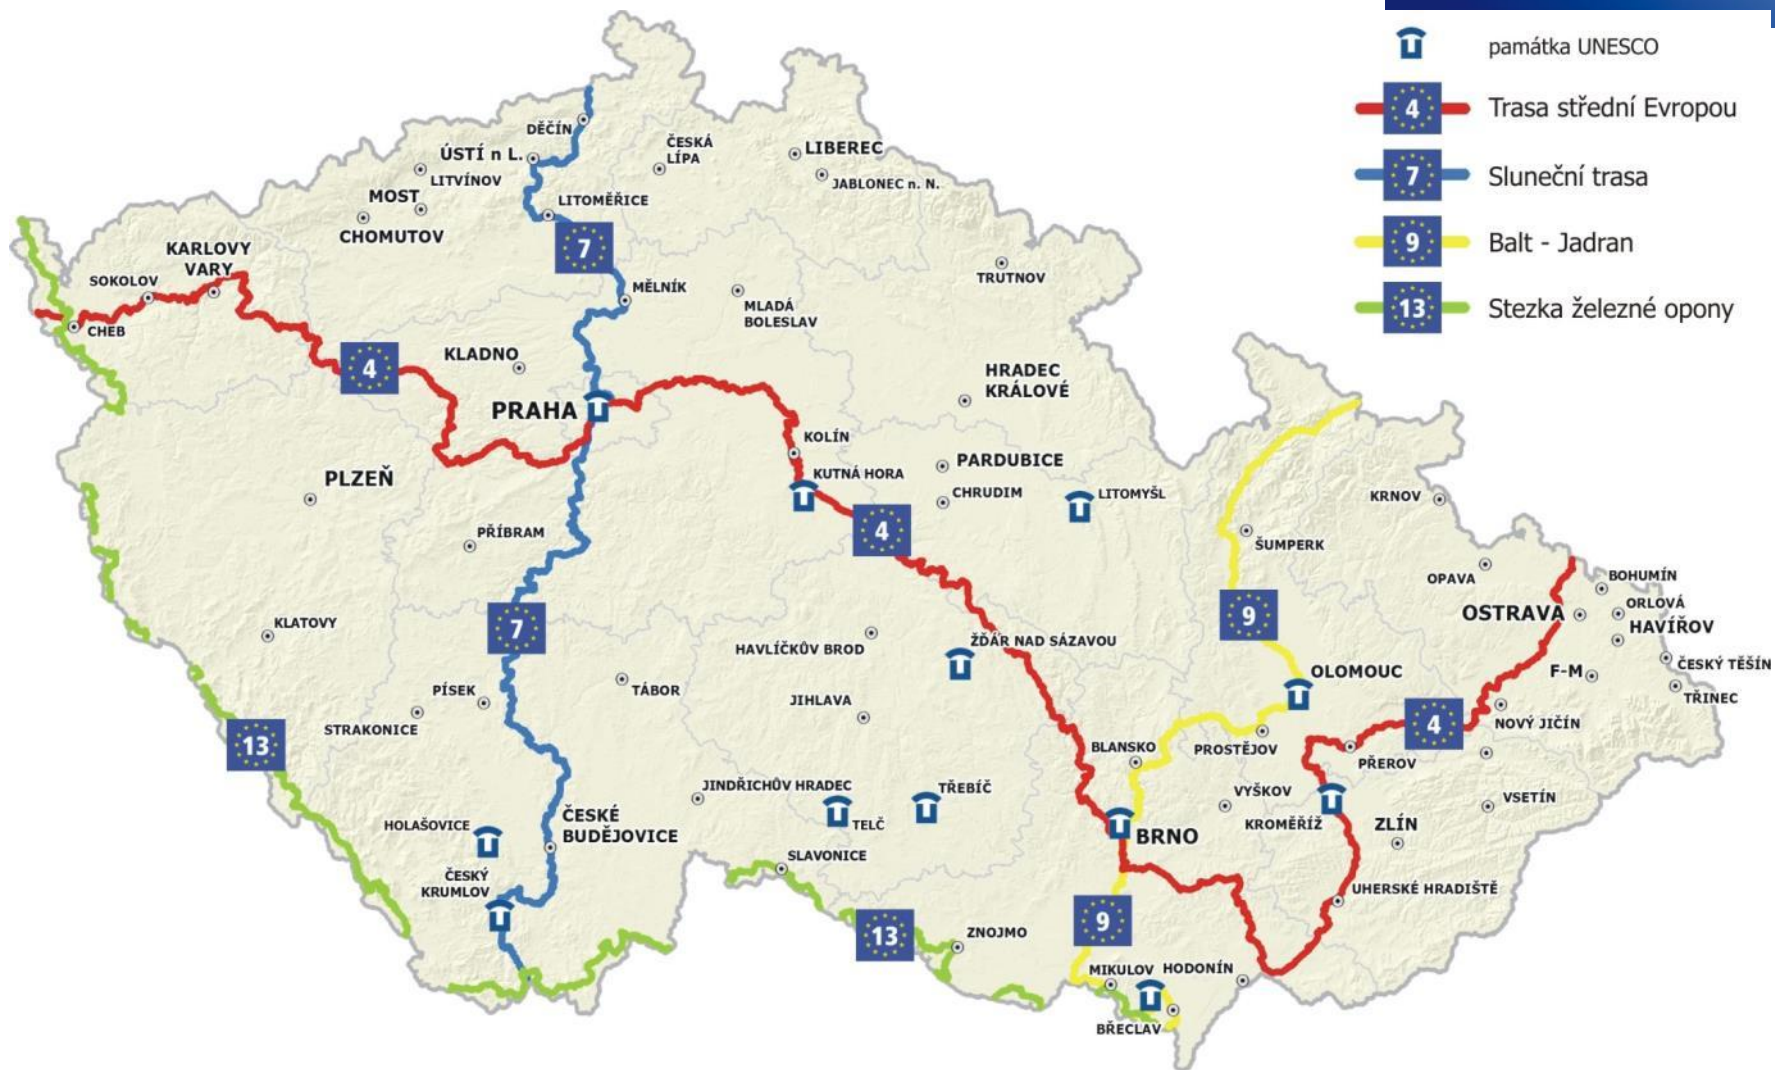 památka UNESCO
4 Trasa střední Evropou
7 Sluneční trasa
9 Balt - Jadran
13 Stezka železné opony
DĚČÍN
ÚSTÍ n L.
LITVÍNOV
ČESKÁ
LÍPA
LIBEREC
JABLONEC n. N.
MOST
CHOMUTOV
LITOMĚŘICE
7
KARLOVY
VARY
SOKOLOV
CHEB
MĚLNÍK
MLADÁ
BOLESLAV
TRUTNOV
4
KLADNO
PRAHA
HRADEC
KRÁLOVÉ
KOLÍN
KUTNÁ HORA
PARDUBICE
CHRUDIM
LITOMYŠL
PLZEŇ
PŘÍBRAM
4
KRNOV
ŠUMPERK
OPAVA
BOHUMÍN
ORLOVÁ
OSTRAVA
HAVÍŘOV
9
7
KLATOVY
HAVLÍČKŮV BROD
ŽĎÁR NAD SÁZAVOU
OLOMOUC
F-M
ČESKÝ TĚŠÍN
TŘINEC
PÍSEK
TÁBOR
JIHLAVA
STRAKONICE
NOVÝ JIČÍN
4
13
BLANSKO
PROSTĚJOV
PŘEROV
JINDŘICHŮV HRADEC
TŘEBÍČ
VYŠKOV
VSETÍN
TELČ
KROMĚŘÍŽ
ZLÍN
HOLAŠOVICE
ČESKÉ
BUDĚJOVICE
BRNO
SLAVONICE
ČESKÝ
KRUMLOV
UHERSKÉ HRADIŠTĚ
9
13
ZNOJMO
MIKULOV
HODONÍN
BŘECLAV